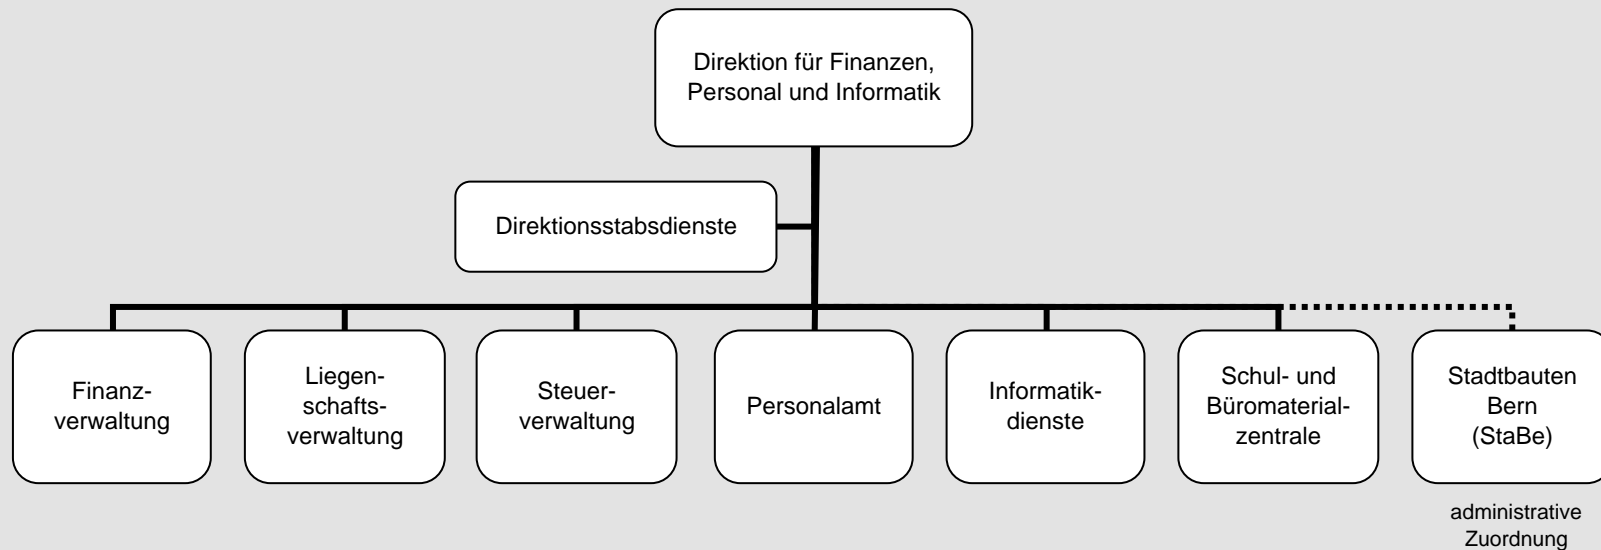 Direktion für Finanzen,
Personal und Informatik
Direktionsstabsdienste
Finanz-
verwaltung
Liegen-
schafts-
verwaltung
Steuer-
verwaltung
Personalamt
Informatik-
dienste
Schul- und
Büromaterial-
zentrale
Stadtbauten
Bern
(StaBe)
administrative
Zuordnung